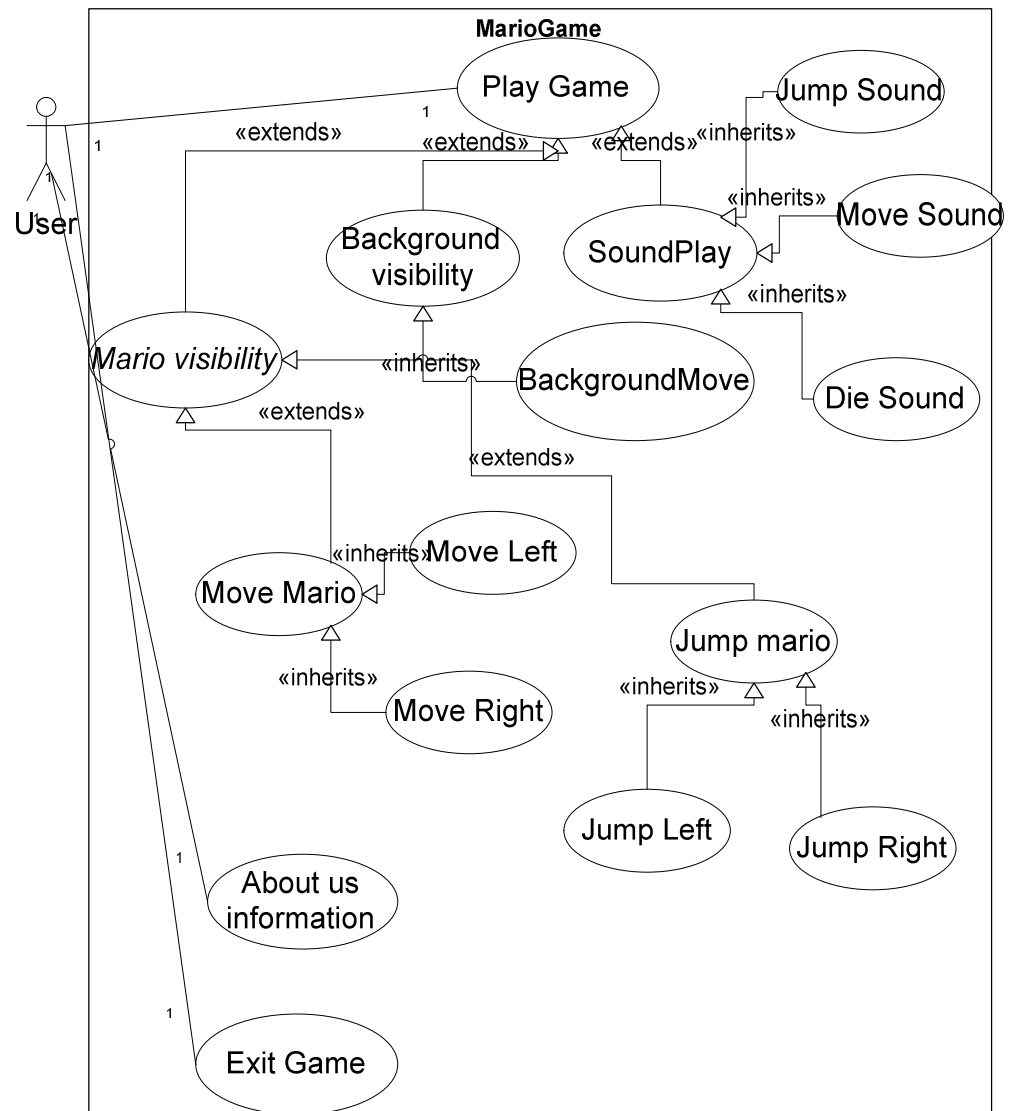 MarioGame
Play Game
Jump Sound
1
«extends»
«extends»
«extends»
«inherits»
1
1
«inherits»
1
User
Move Sound
Background
visibility
SoundPlay
«inherits»
Mario visibility
«inherits»
BackgroundMove
Die Sound
«extends»
«extends»
«inherits»
Move Left
Move Mario
Jump mario
«inherits»
«inherits»
Move Right
«inherits»
Jump Left
Jump Right
1
About us
information
1
Exit Game